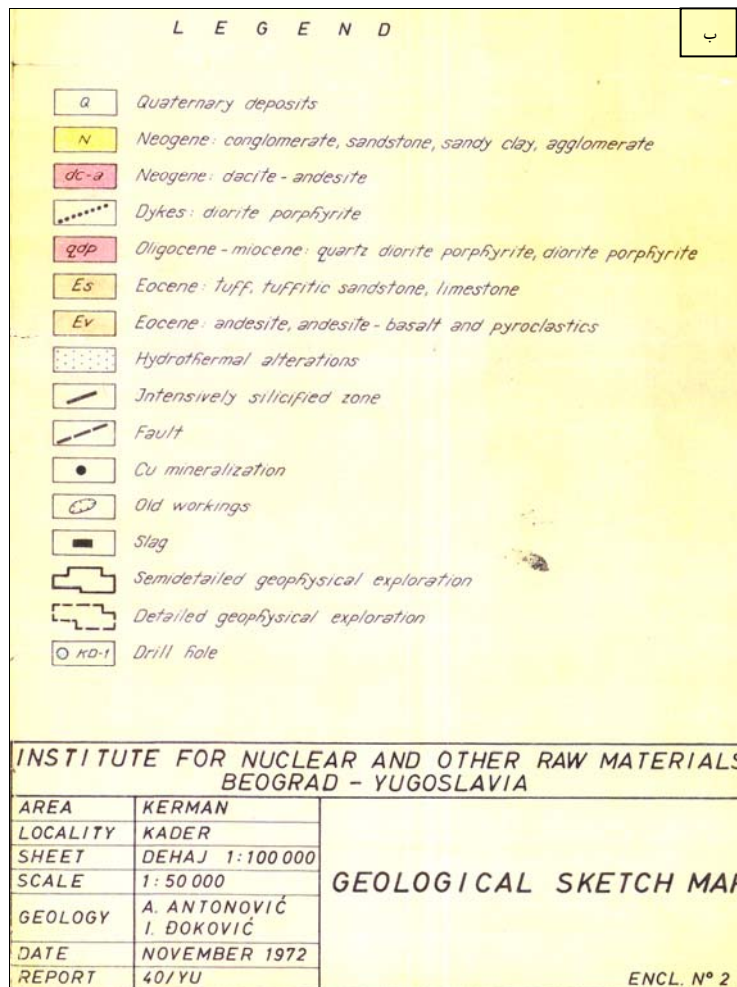 LEGEND
ب
Q Quaternary deposits
N Neogene: conglomerate, sandstone, sandy clay, agglomerate
dc-a Neogene: dacite - andesite
Dykes: diorite porphyrite
qdp Oligocene - miocene: quartz diorite porphyrite, diorite porphyrite
Es Eocene: tuff, tuffitic sandstone, limestone
Ev Eocene: andesite, andesite - basalt and pyroclastics
Hydrothermal alterations
Intensively silicified zone
Fault
Cu mineralization
Old workings
Slag
Semidetailed geophysical exploration
Detailed geophysical exploration
KD-1 Drill hole
INSTITUTE FOR NUCLEAR AND OTHER RAW MATERIALS
BEOGRAD - YUGOSLAVIA
AREA KERMAN
LOCALITY KADER
SHEET DEHAJ 1:100 000
SCALE 1:50 000
GEOLOGY A. ANTONOVIĆ
I. ĐOKOVIĆ
DATE NOVEMBER 1972
REPORT 40/YU
GEOLOGICAL SKETCH MAP
ENCL. Nº 2